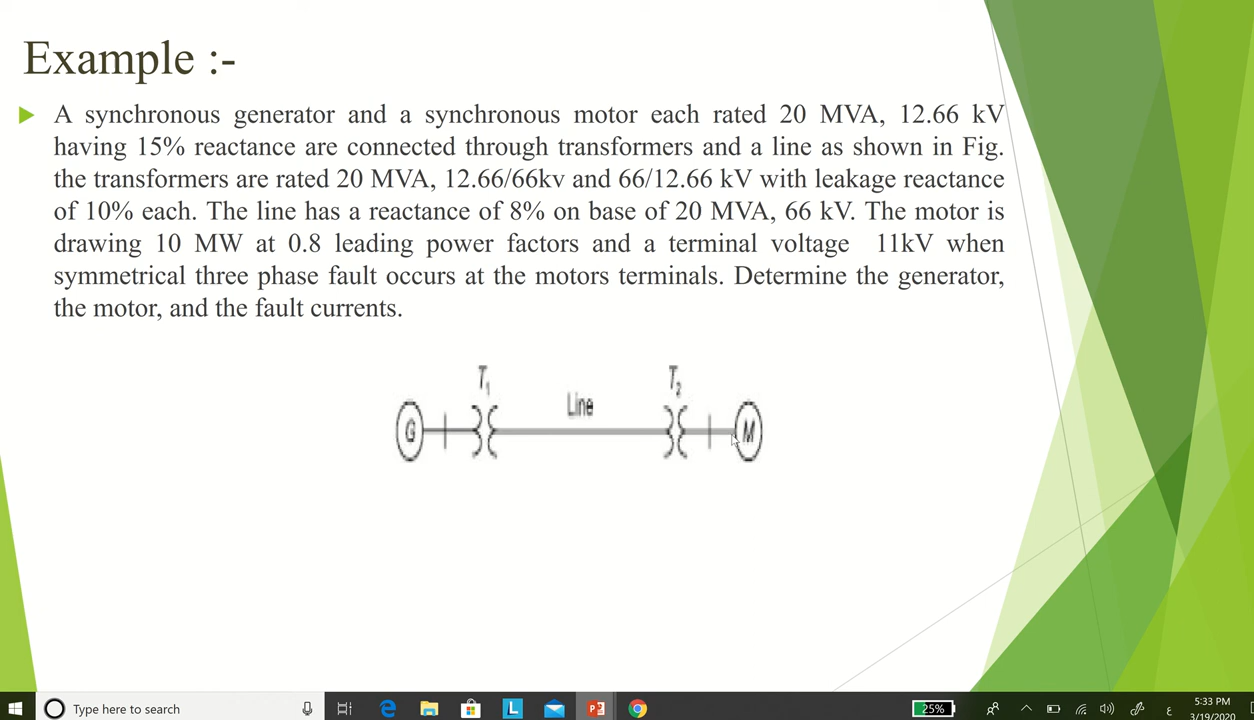 Example :-
A synchronous generator and a synchronous motor each rated 20 MVA, 12.66 kV
having 15% reactance are connected through transformers and a line as shown in Fig.
the transformers are rated 20 MVA, 12.66/66kv and 66/12.66 kV with leakage reactance
of 10% each. The line has a reactance of 8% on base of 20 MVA, 66 kV. The motor is
drawing 10 MW at 0.8 leading power factors and a terminal voltage 11kV when
symmetrical three phase fault occurs at the motors terminals. Determine the generator,
the motor, and the fault currents.
T₁
T₂
Line
G
M
Type here to search
25%
ع
5:33 PM
3/19/2020